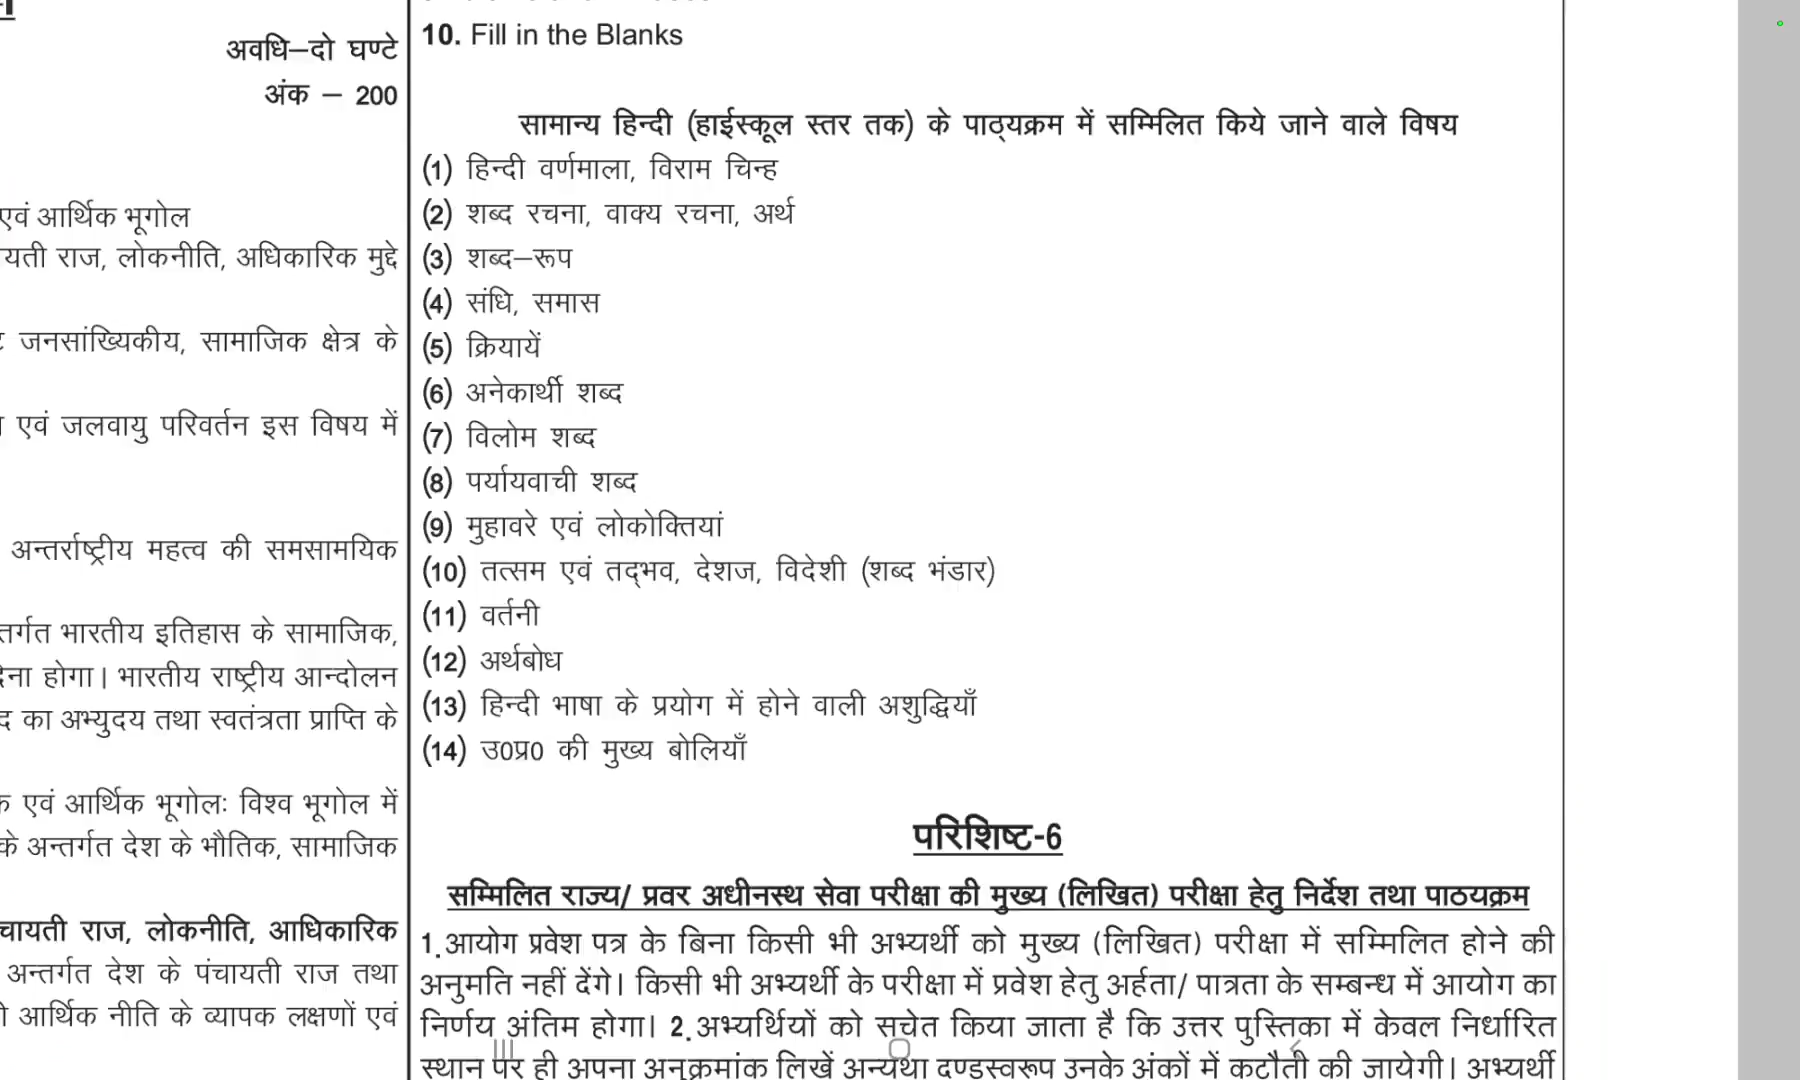 अवधि–दो घण्टे
अंक – 200
एवं आर्थिक भूगोल
राज, लोकनीति, अधिकारिक मुद्दे
जनसांख्यिकीय, सामाजिक क्षेत्र के
एवं जलवायु परिवर्तन इस विषय में
अन्तर्राष्ट्रीय महत्व की समसामयिक
भारतीय इतिहास के सामाजिक,
होगा। भारतीय राष्ट्रीय आन्दोलन
का अभ्युदय तथा स्वतंत्रता प्राप्ति के
एवं आर्थिक भूगोलः विश्व भूगोल में
के अन्तर्गत देश के भौतिक, सामाजिक
राज, लोकनीति, आधिकारिक
अन्तर्गत देश के पंचायती राज तथा
आर्थिक नीति के व्यापक लक्षणों एवं
10. Fill in the Blanks
सामान्य हिन्दी (हाईस्कूल स्तर तक) के पाठ्यक्रम में सम्मिलित किये जाने वाले विषय
(1) हिन्दी वर्णमाला, विराम चिन्ह
(2) शब्द रचना, वाक्य रचना, अर्थ
(3) शब्द–रूप
(4) संधि, समास
(5) क्रियायें
(6) अनेकार्थी शब्द
(7) विलोम शब्द
(8) पर्यायवाची शब्द
(9) मुहावरे एवं लोकोक्तियां
(10) तत्सम एवं तद्भव, देशज, विदेशी (शब्द भंडार)
(11) वर्तनी
(12) अर्थबोध
(13) हिन्दी भाषा के प्रयोग में होने वाली अशुद्धियाँ
(14) उ0प्र0 की मुख्य बोलियाँ
परिशिष्ट-6
सम्मिलित राज्य/ प्रवर अधीनस्थ सेवा परीक्षा की मुख्य (लिखित) परीक्षा हेतु निर्देश तथा पाठयक्रम
1.आयोग प्रवेश पत्र के बिना किसी भी अभ्यर्थी को मुख्य (लिखित) परीक्षा में सम्मिलित होने की
अनुमति नहीं देंगे। किसी भी अभ्यर्थी के परीक्षा में प्रवेश हेतु अर्हता/ पात्रता के सम्बन्ध में आयोग का
निर्णय अंतिम होगा। 2.अभ्यर्थियों को सचेत किया जाता है कि उत्तर पुस्तिका में केवल निर्धारित
स्थान पर ही अपना अनुक्रमांक लिखें अन्यथा दण्डस्वरूप उनके अंकों में कटौती की जायेगी। अभ्यर्थी